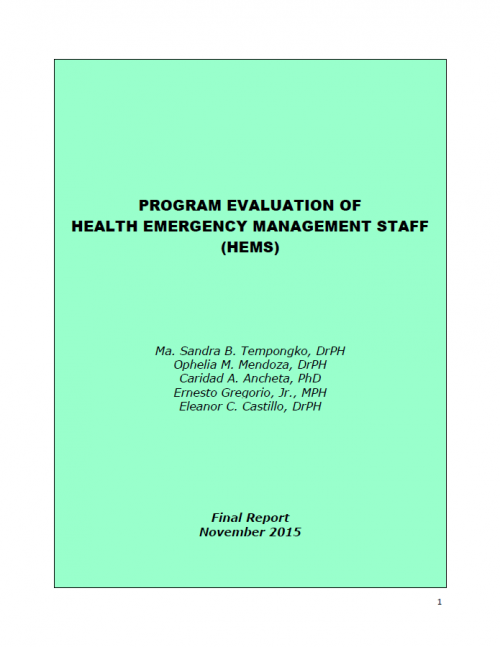 PROGRAM EVALUATION OF
HEALTH EMERGENCY MANAGEMENT STAFF
(HEMS)
Ma. Sandra B. Tempongko, DrPH
Ophelia M. Mendoza, DrPH
Caridad A. Ancheta, PhD
Ernesto Gregorio, Jr., MPH
Eleanor C. Castillo, DrPH
Final Report
November 2015
1